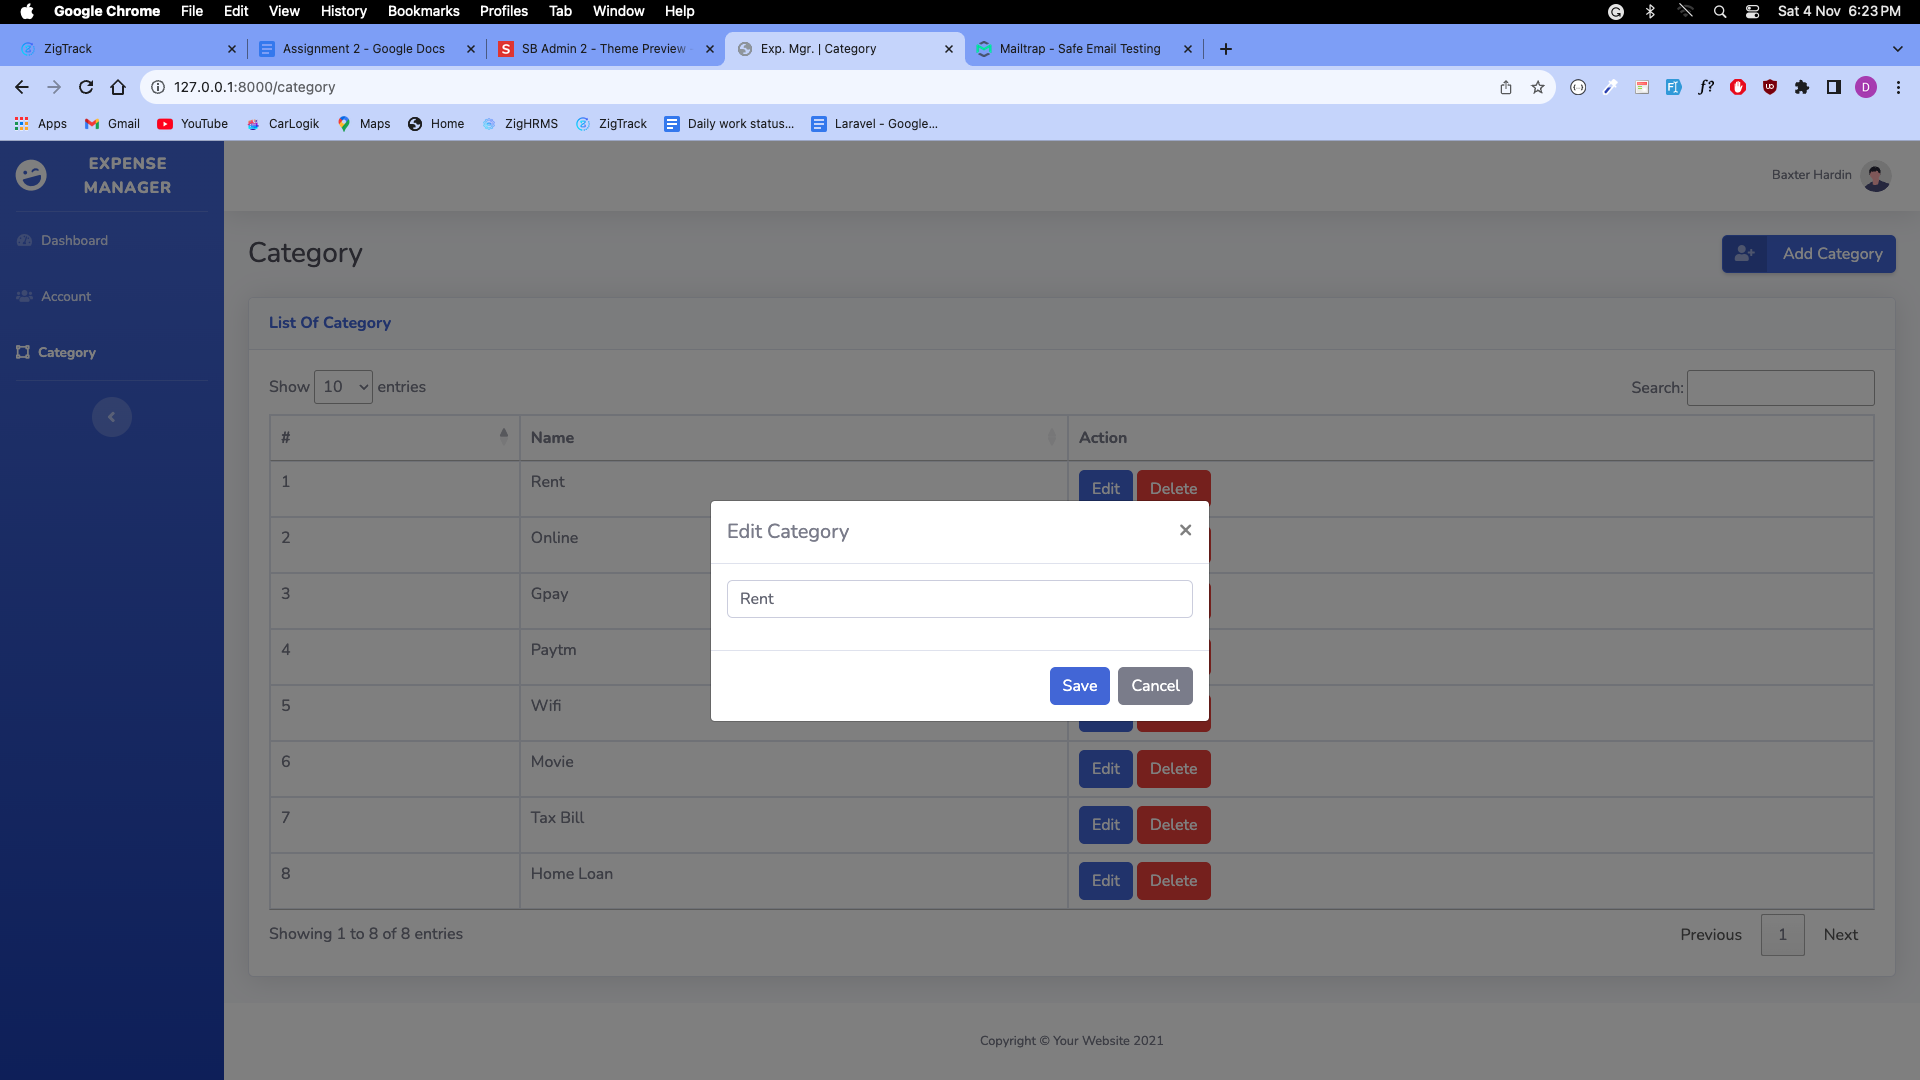 Google Chrome File Edit View History Bookmarks Profiles Tab Window Help Sat 4 Nov 6:23 PM
ZigTrack Assignment 2 - Google Docs SB Admin 2 - Theme Preview Exp. Mgr. | Category Mailtrap - Safe Email Testing
127.0.0.1:8000/category
Apps Gmail YouTube CarLogik Maps Home ZigHRMS ZigTrack Daily work status... Laravel - Google...
EXPENSE
MANAGER
Baxter Hardin
Dashboard
Account
Category
Category
Add Category
List Of Category
Show 10 entries
Search:
# Name Action
1 Rent Edit Delete
2 Online
3 Gpay
4 Paytm
5 Wifi
6 Movie Edit Delete
7 Tax Bill Edit Delete
8 Home Loan Edit Delete
Edit Category
Rent
Save Cancel
Showing 1 to 8 of 8 entries
Previous 1 Next
Copyright © Your Website 2021